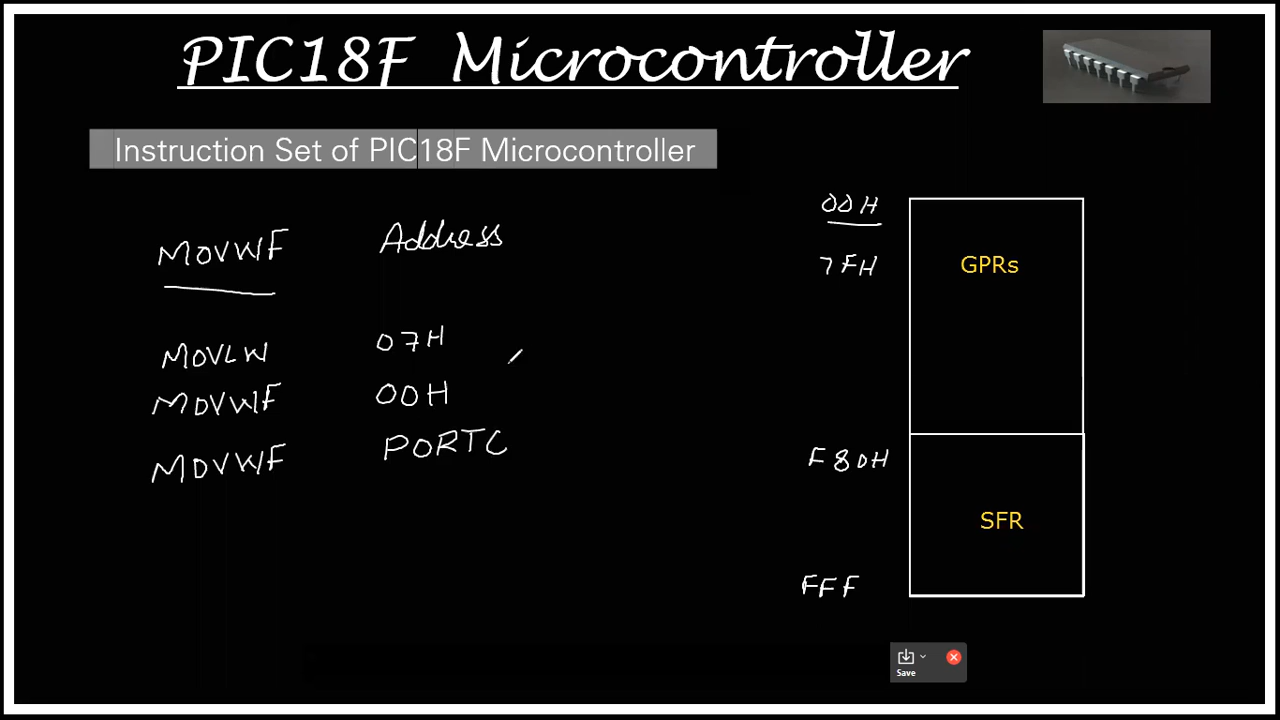 PIC18F Microcontroller
Instruction Set of PIC18F Microcontroller
MOVWF Address
MOVLW 07H
MOVWF 00H
MOVWF PORTC
00H
7FH
GPRs
F80H
SFR
FFF
Save